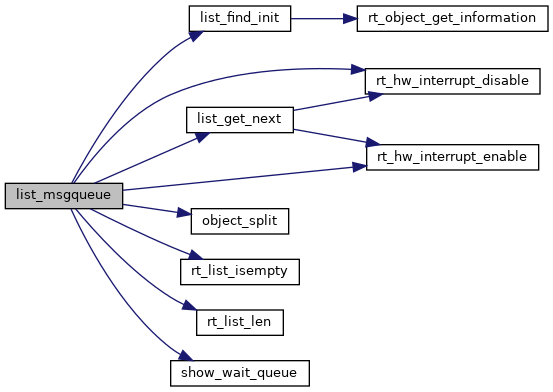 list_find_init
rt_object_get_information
rt_hw_interrupt_disable
list_get_next
rt_hw_interrupt_enable
list_msgqueue
object_split
rt_list_isempty
rt_list_len
show_wait_queue